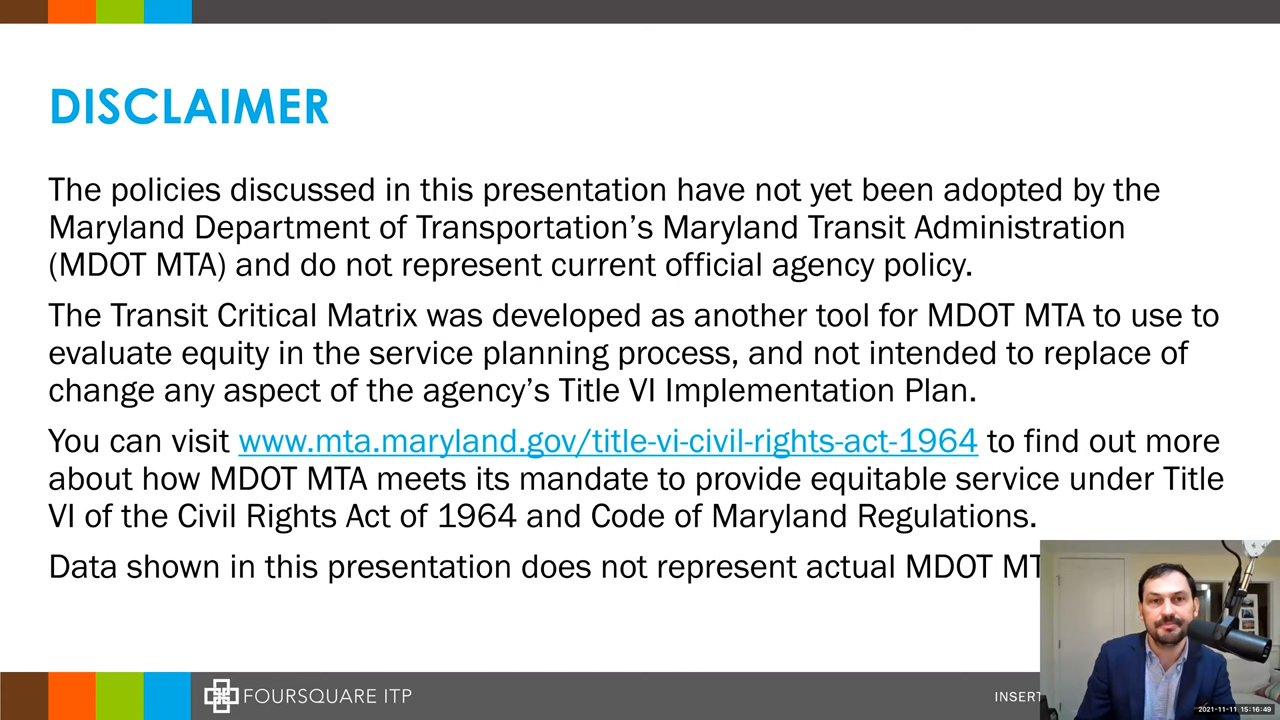 DISCLAIMER
The policies discussed in this presentation have not yet been adopted by the
Maryland Department of Transportation’s Maryland Transit Administration
(MDOT MTA) and do not represent current official agency policy.
The Transit Critical Matrix was developed as another tool for MDOT MTA to use to
evaluate equity in the service planning process, and not intended to replace of
change any aspect of the agency’s Title VI Implementation Plan.
You can visit www.mta.maryland.gov/title-vi-civil-rights-act-1964 to find out more
about how MDOT MTA meets its mandate to provide equitable service under Title
VI of the Civil Rights Act of 1964 and Code of Maryland Regulations.
Data shown in this presentation does not represent actual MDOT
FOURSQUARE ITP
INSERT
2021-11-11 15:16:49